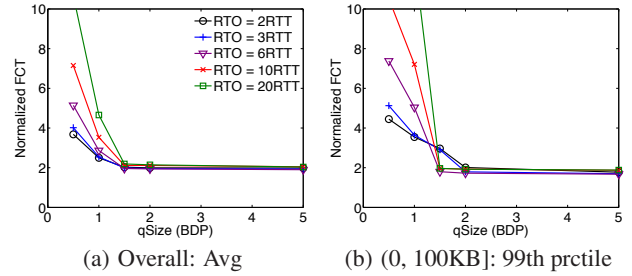 10
8
6
4
2
0
Normalized FCT
0 1 2 3 4 5
qSize (BDP)
RTO = 2RTT
RTO = 3RTT
RTO = 6RTT
RTO = 10RTT
RTO = 20RTT
(a) Overall: Avg
10
8
6
4
2
0
Normalized FCT
0 1 2 3 4 5
qSize (BDP)
(b) (0, 100KB]: 99th prctile